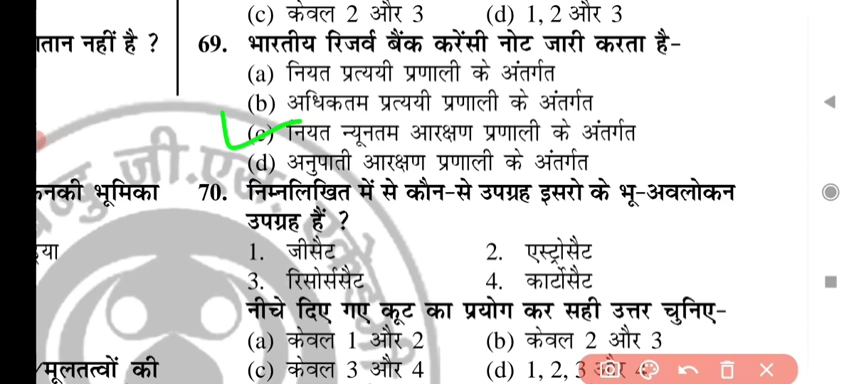 (c) केवल 2 और 3 (d) 1, 2 और 3
तान नहीं है ?
69. भारतीय रिजर्व बैंक करेंसी नोट जारी करता है-
(a) नियत प्रत्ययी प्रणाली के अंतर्गत
(b) अधिकतम प्रत्ययी प्रणाली के अंतर्गत
(c) नियत न्यूनतम आरक्षण प्रणाली के अंतर्गत
(d) अनुपाती आरक्षण प्रणाली के अंतर्गत
नकी भूमिका
70. निम्नलिखित में से कौन-से उपग्रह इसरो के भू-अवलोकन
उपग्रह हैं ?
या
1. जीसैट 2. एस्ट्रोसैट
3. रिसोर्ससैट 4. कार्टोसैट
नीचे दिए गए कूट का प्रयोग कर सही उत्तर चुनिए-
(a) केवल 1 और 2 (b) केवल 2 और 3
मूलतत्वों की
(c) केवल 3 और 4 (d) 1, 2, 3 और 4